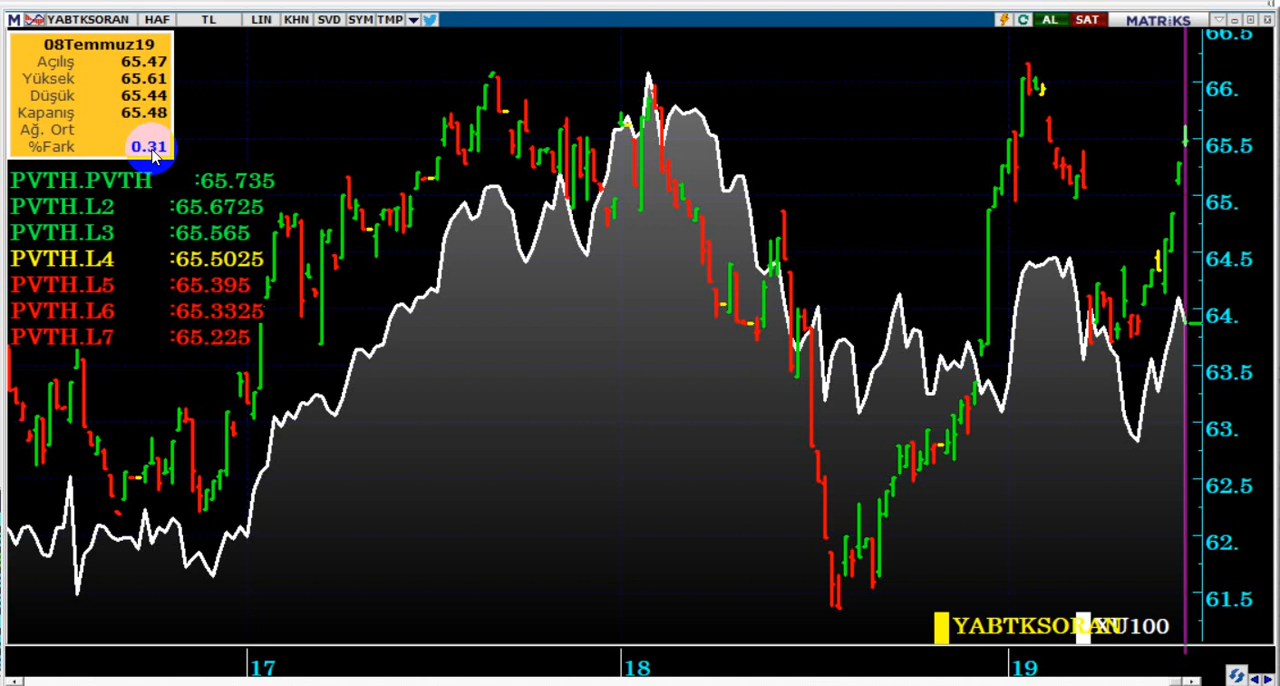 M YABTKSORAN HAF TL LIN KHN SVD SYM TMP AL SAT MATRiKS
08Temmuz19
Açılış 65.47
Yüksek 65.61
Düşük 65.44
Kapanış 65.48
Ağ. Ort
%Fark 0.31
PVTH.PVTH :65.735
PVTH.L2 :65.6725
PVTH.L3 :65.565
PVTH.L4 :65.5025
PVTH.L5 :65.395
PVTH.L6 :65.3325
PVTH.L7 :65.225
66.5
66.
65.5
65.
64.5
64.
63.5
63.
62.5
62.
61.5
YABTKSORAN XU100
17 18 19